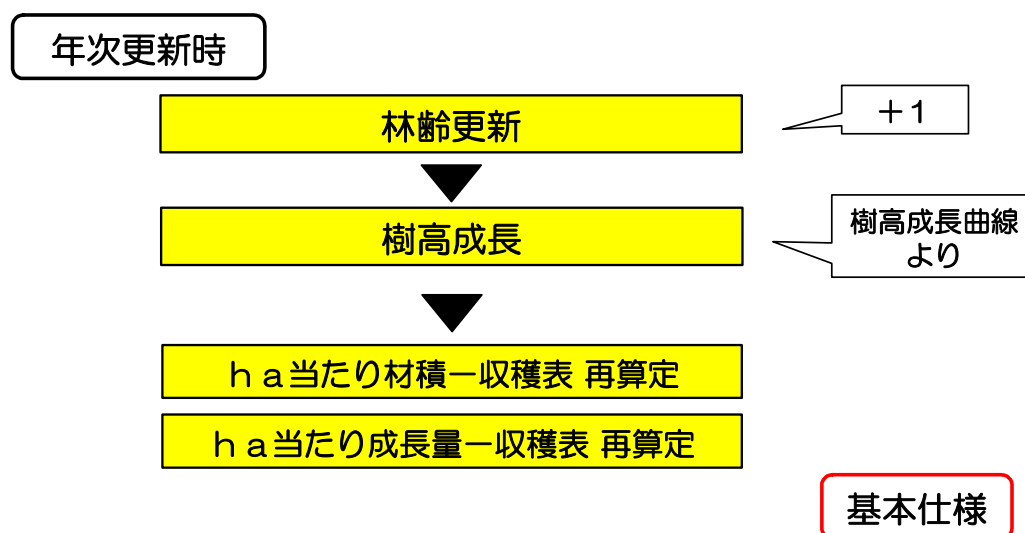 年次更新時
林齢更新
＋１
樹高成長
樹高成長曲線
より
ｈａ当たり材積－収穫表 再算定
ｈａ当たり成長量－収穫表 再算定
基本仕様